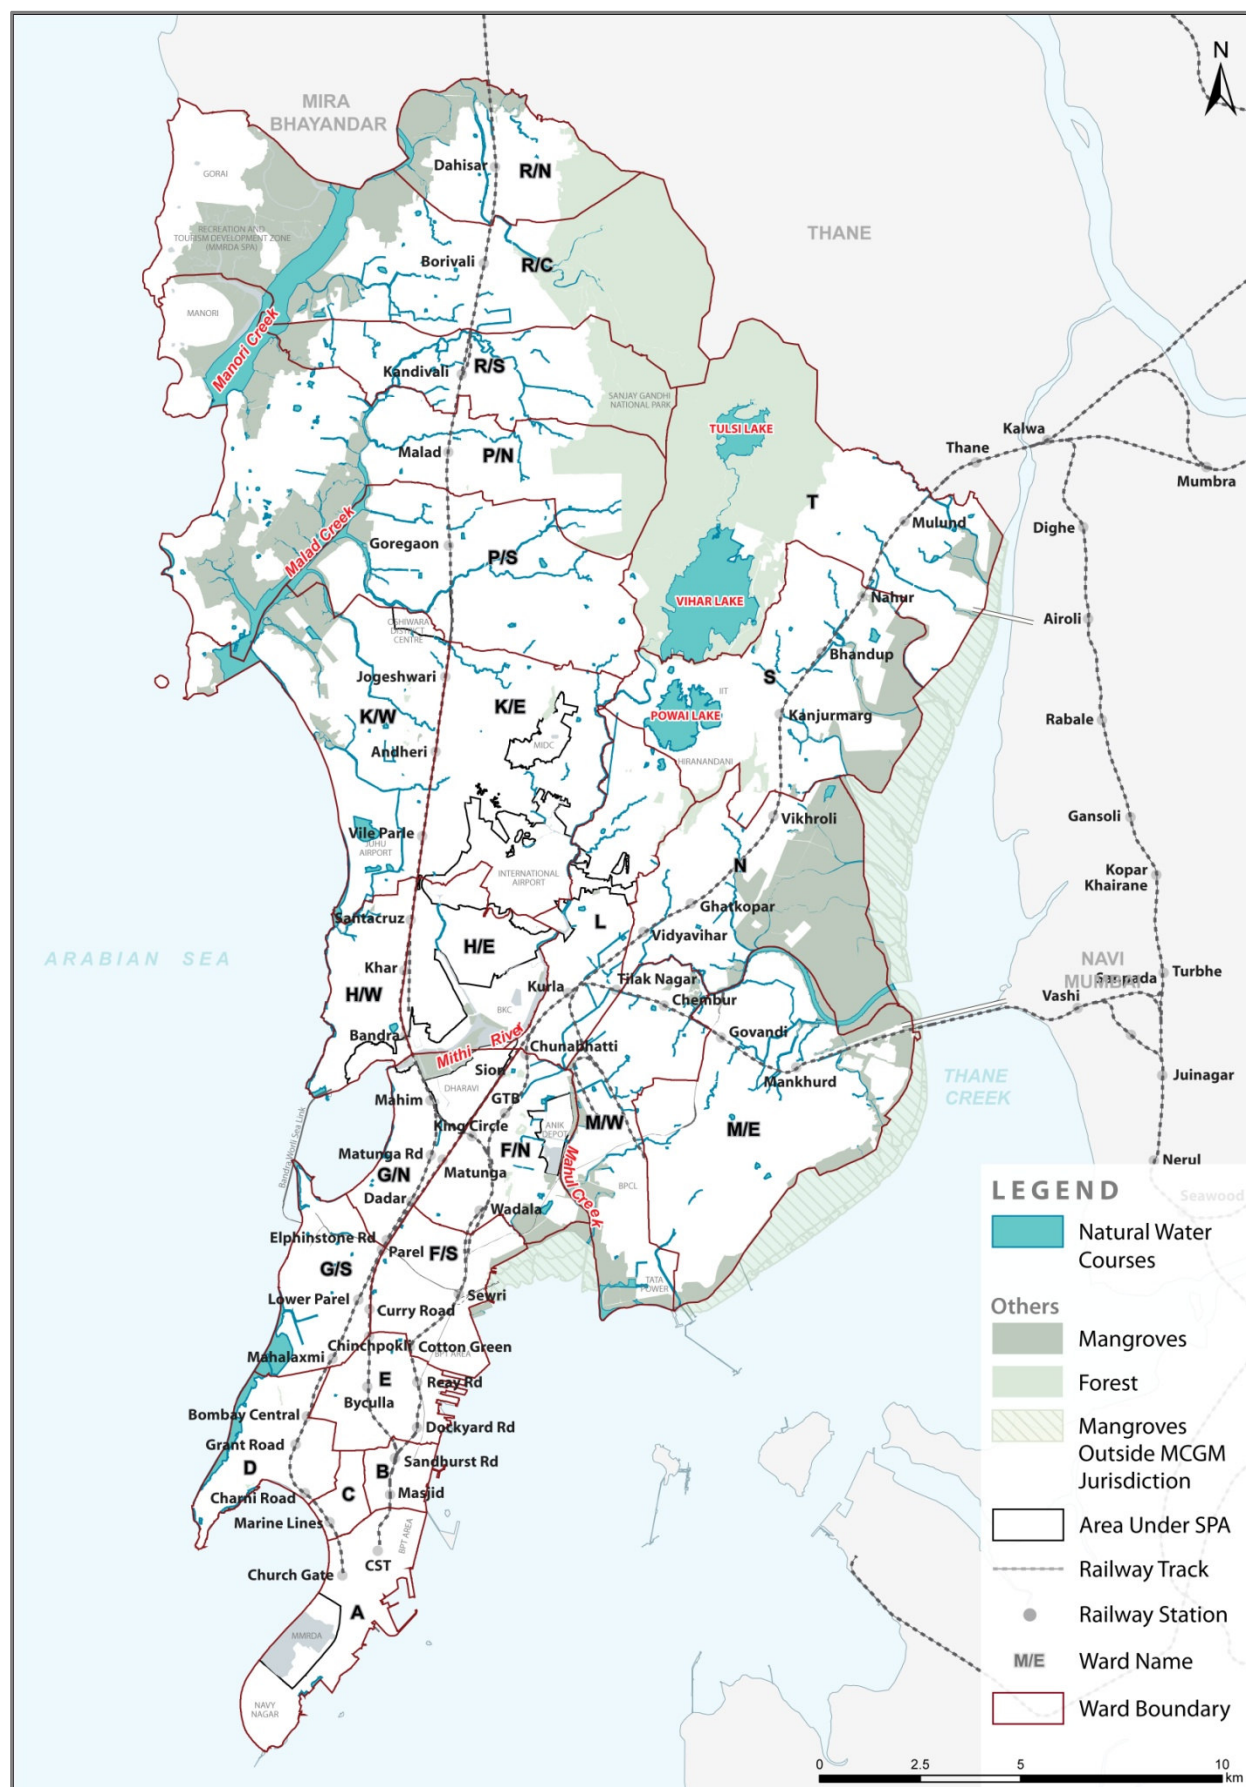 N
MIRA
BHAYANDAR
Dahisar
R/N
GORAI
RECREATION AND
TOURISM DEVELOPMENT ZONE
(MMRDA SPA)
THANE
Borivali
R/C
MANORI
Manori Creek
Kandivali
R/S
SANJAY GANDHI
NATIONAL PARK
TULSI LAKE
Kalwa
Thane
Malad
P/N
Mumbra
T
Mulund
Dighe
Malad Creek
Goregaon
P/S
VIHAR LAKE
Nahur
Airoli
OSHIWARA
DISTRICT
CENTRE
Bhandup
Jogeshwari
S
IIT
K/W
K/E
POWAI LAKE
Kanjurmarg
Rabale
MIDC
Andheri
HIRANANDANI
Vikhroli
Gansoli
Vile Parle
JUHU
AIRPORT
N
INTERNATIONAL
AIRPORT
Kopar
Khairane
Ghatkopar
Santacruz
L
Vidyavihar
H/E
ARABIAN SEA
NAVI
MUMBAI
Sanpada
Turbhe
Khar
Tilak Nagar
H/W
Kurla
Vashi
Chembur
BKC
Bandra
Mithi River
Govandi
Chunabhatti
Sion
Mankhurd
THANE
CREEK
Juinagar
DHARAVI
Mahim
GTB
King Circle
ANIK
DEPOT
M/W
M/E
Bandra Worli Sea Link
Matunga Rd
F/N
Matunga
G/N
Mahul Creek
BPCL
Nerul
Dadar
Wadala
Seawood
Elphinstone Rd
Parel
F/S
G/S
TATA
POWER
Lower Parel
Sewri
Curry Road
Chinchpokli
Cotton Green
Mahalaxmi
BPT AREA
E
Reay Rd
Byculla
Bombay Central
Dockyard Rd
Grant Road
Sandhurst Rd
D
B
C
Charni Road
Masjid
Marine Lines
BPT AREA
CST
Church Gate
A
MMRDA
NAVY
NAGAR
LEGEND
Natural Water
Courses
Others
Mangroves
Forest
Mangroves
Outside MCGM
Jurisdiction
Area Under SPA
Railway Track
Railway Station
M/E
Ward Name
Ward Boundary
0 2.5 5 10
km